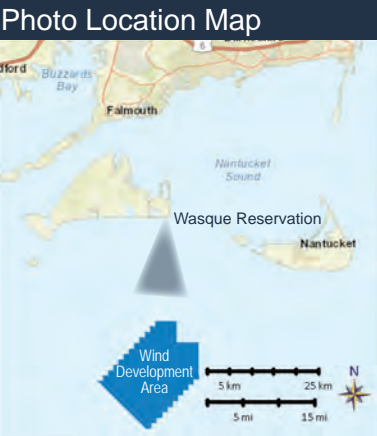 Photo Location Map
6
dford
Buzzards
Bay
Falmouth
Nantucket
Sound
Wasque Reservation
Nantucket
Wind
Development
Area
N
5 km 25 km
5 mi 15 mi